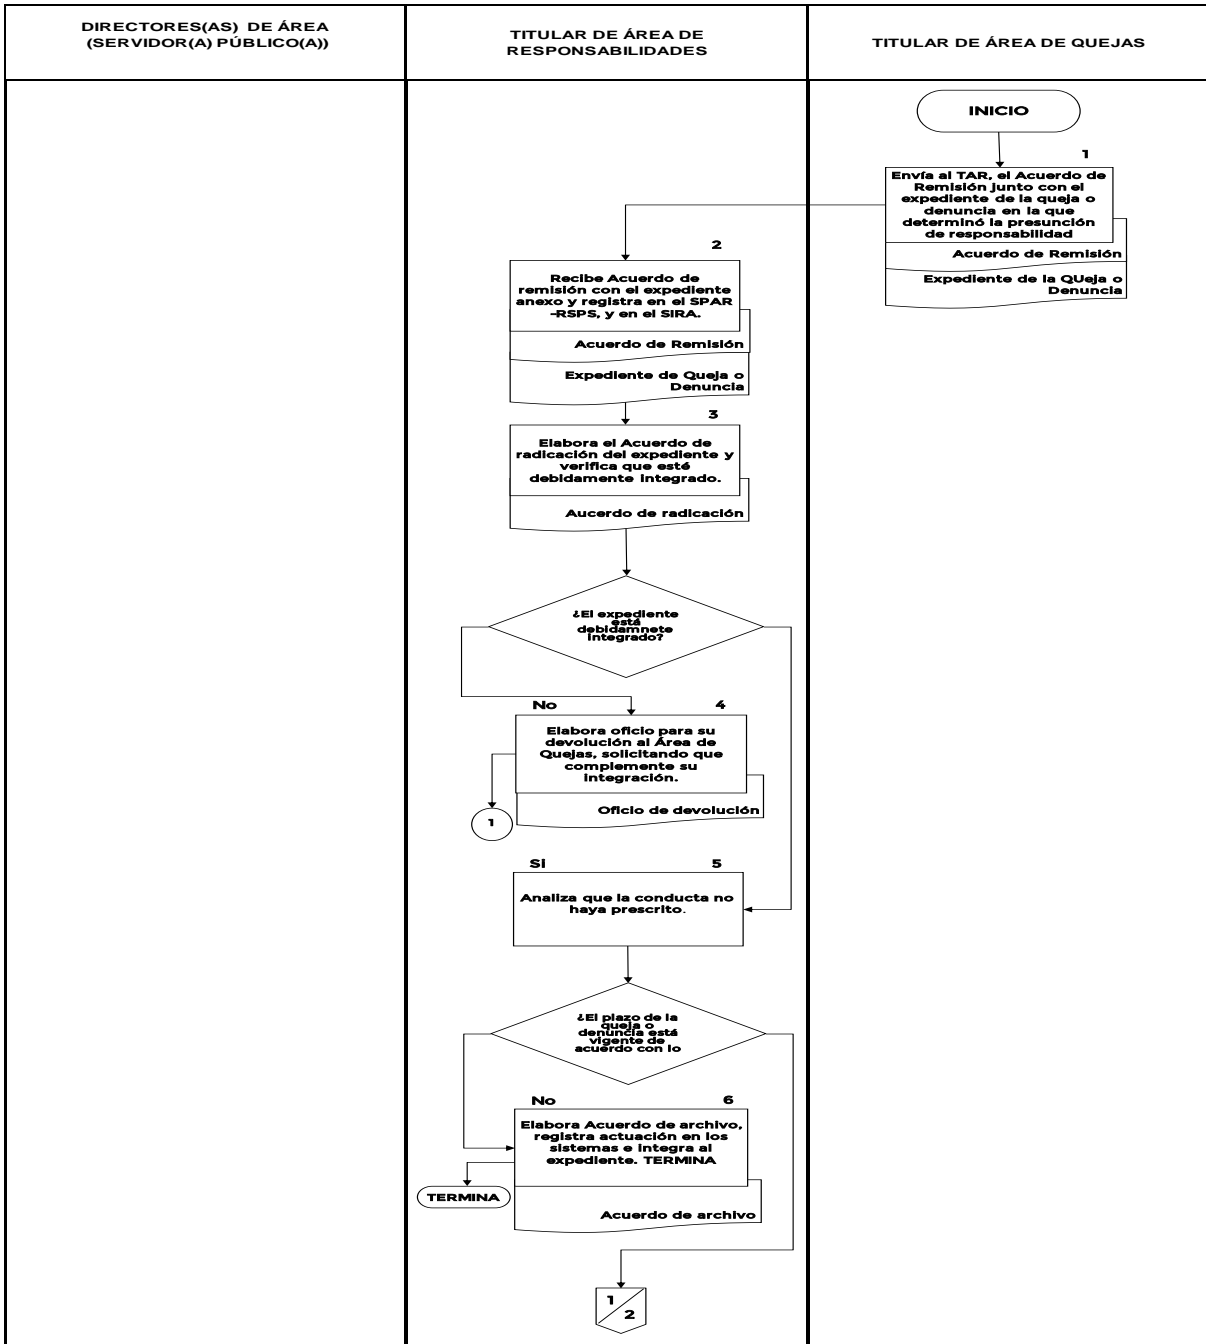 DIRECTORES(AS) DE ÁREA
(SERVIDOR(A) PÚBLICO(A))
TITULAR DE ÁREA DE
RESPONSABILIDADES
TITULAR DE ÁREA DE QUEJAS
INICIO
1
Envía al TAR, el Acuerdo de
Remisión junto con el
expediente de la queja o
denuncia en la que
determinó la presunción
de responsabilidad
Acuerdo de Remisión
Expediente de la QUeja o
Denuncia
2
Recibe Acuerdo de
remisión con el expediente
anexo y registra en el SPAR
-RSPS, y en el SIRA.
Acuerdo de Remisión
Expediente de Queja o
Denuncia
3
Elabora el Acuerdo de
radicación del expediente y
verifica que esté
debidamente integrado.
Aucerdo de radicación
¿El expediente
está
debidamnete
integrado?
No
4
Elabora oficio para su
devolución al Área de
Quejas, solicitando que
complemente su
integración.
Oficio de devolución
1
Si
5
Analiza que la conducta no
haya prescrito.
¿El plazo de la
queja o
denuncia está
vigente de
acuerdo con lo
No
6
Elabora Acuerdo de archivo,
registra actuación en los
sistemas e integra al
expediente. TERMINA
TERMINA
Acuerdo de archivo
1
2